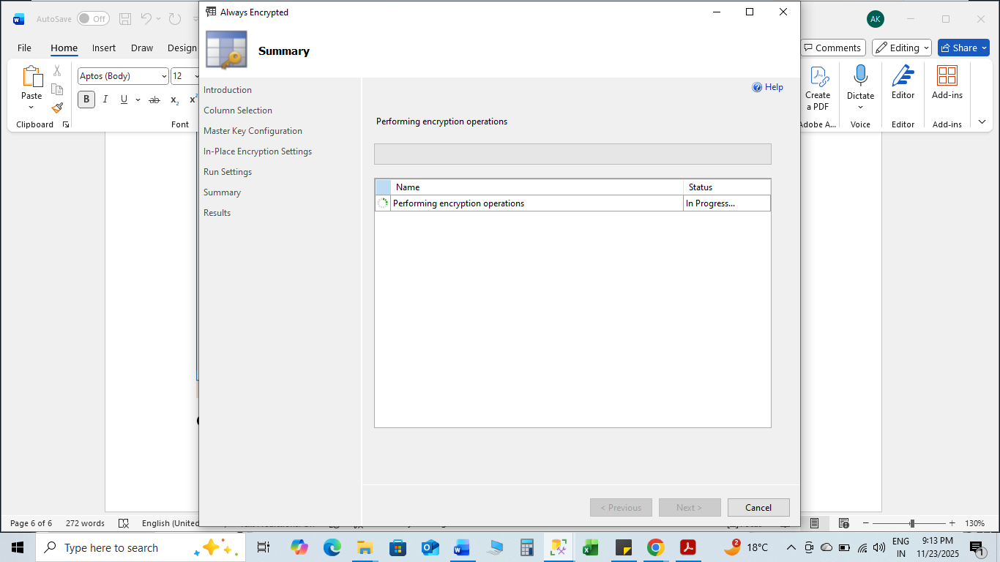 Always Encrypted
AutoSave Off
AK
File Home Insert Draw Design
Comments Editing Share
Summary
Paste
Aptos (Body) 12
B I U ab x2 x2
Clipboard Font
Create
a PDF
Dictate
Editor
Add-ins
Adobe A... Voice Editor Add-ins
Introduction
Column Selection
Master Key Configuration
In-Place Encryption Settings
Run Settings
Summary
Results
Help
Performing encryption operations
Name Status
Performing encryption operations In Progress...
< Previous Next > Cancel
Page 6 of 6 272 words English (United 130%
Type here to search
2 18°C ENG 9:13 PM
IN 11/23/2025 1